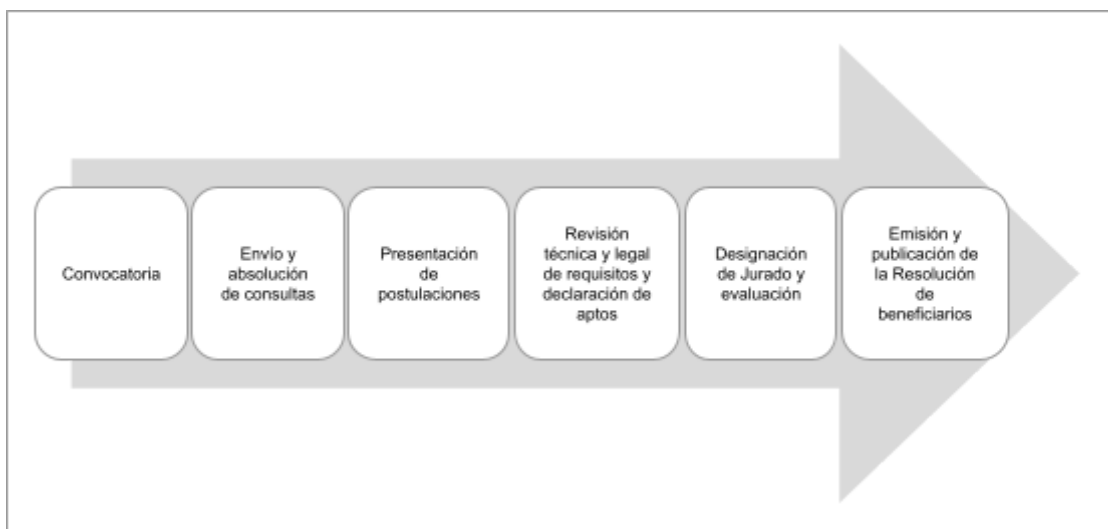 Convocatoria
Envío y
absolución
de consultas
Presentación
de
postulaciones
Revisión
técnica y legal
de requisitos y
declaración de
aptos
Designación
de Jurado y
evaluación
Emisión y
publicación de
la Resolución
de
beneficiarios